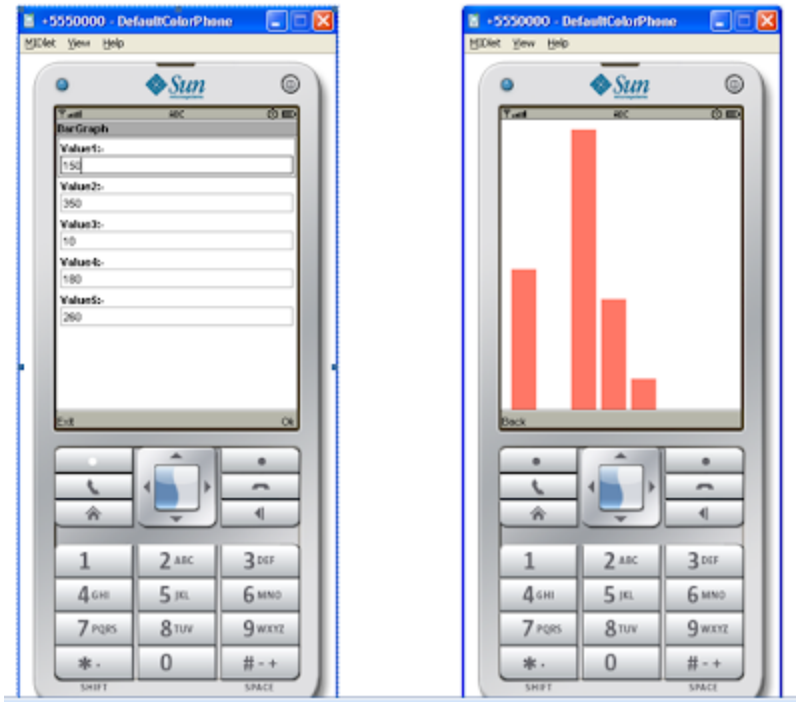 +5550000 - DefaultColorPhone
MIDlet View Help
Sun
ABC
BarGraph
Value1:-
150
Value2:-
350
Value3:-
10
Value4:-
180
Value5:-
260
Exit Ok
1 2 ABC 3 DEF
4 GHI 5 JKL 6 MNO
7 PQRS 8 TUV 9 WXYZ
* . 0 # - +
SHIFT SPACE
+5550000 - DefaultColorPhone
MIDlet View Help
Sun
ABC
Back
1 2 ABC 3 DEF
4 GHI 5 JKL 6 MNO
7 PQRS 8 TUV 9 WXYZ
* . 0 # - +
SHIFT SPACE